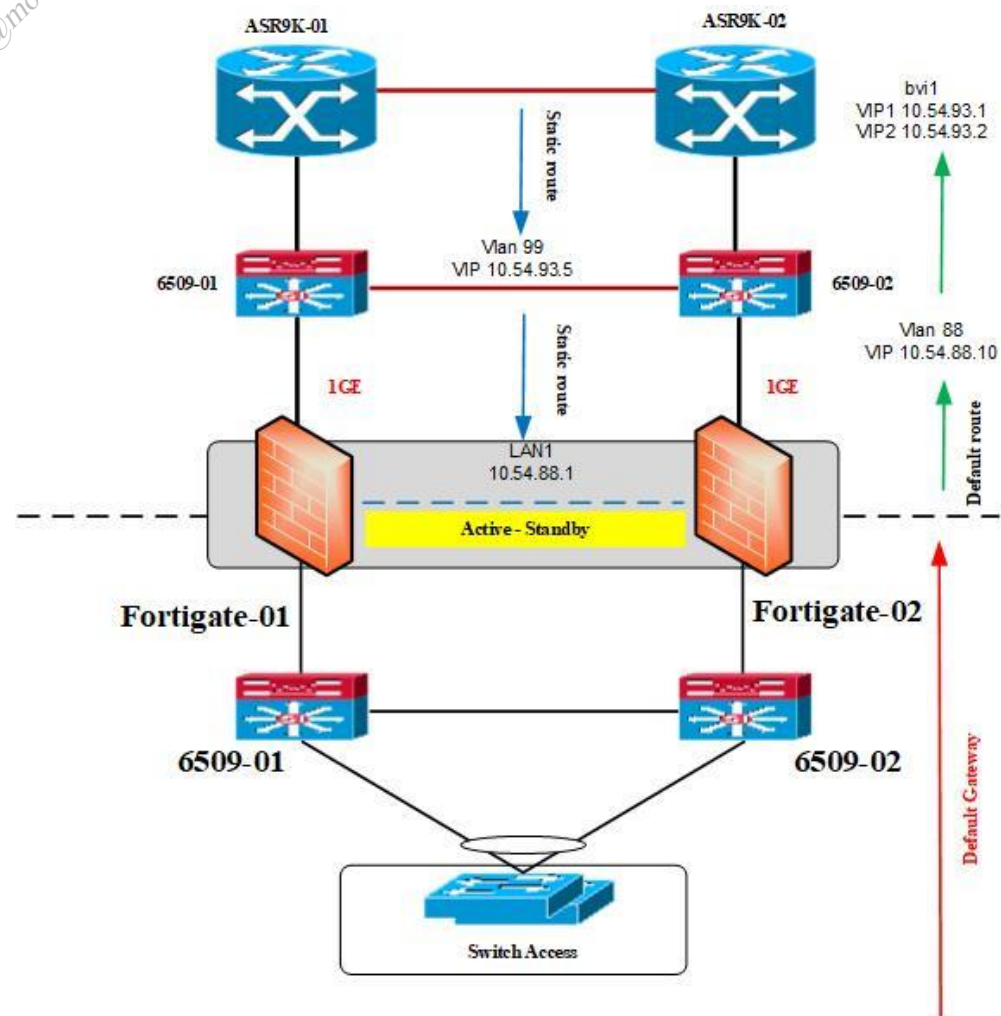 ASR9K-01
ASR9K-02
bvi1
VIP1 10.54.93.1
VIP2 10.54.93.2
Static route
Vlan 99
VIP 10.54.93.5
6509-01
6509-02
Vlan 88
VIP 10.54.88.10
Static route
1GE
1GE
Default route
LAN1
10.54.88.1
Active - Standby
Fortigate-01
Fortigate-02
6509-01
6509-02
Default Gateway
Switch Access